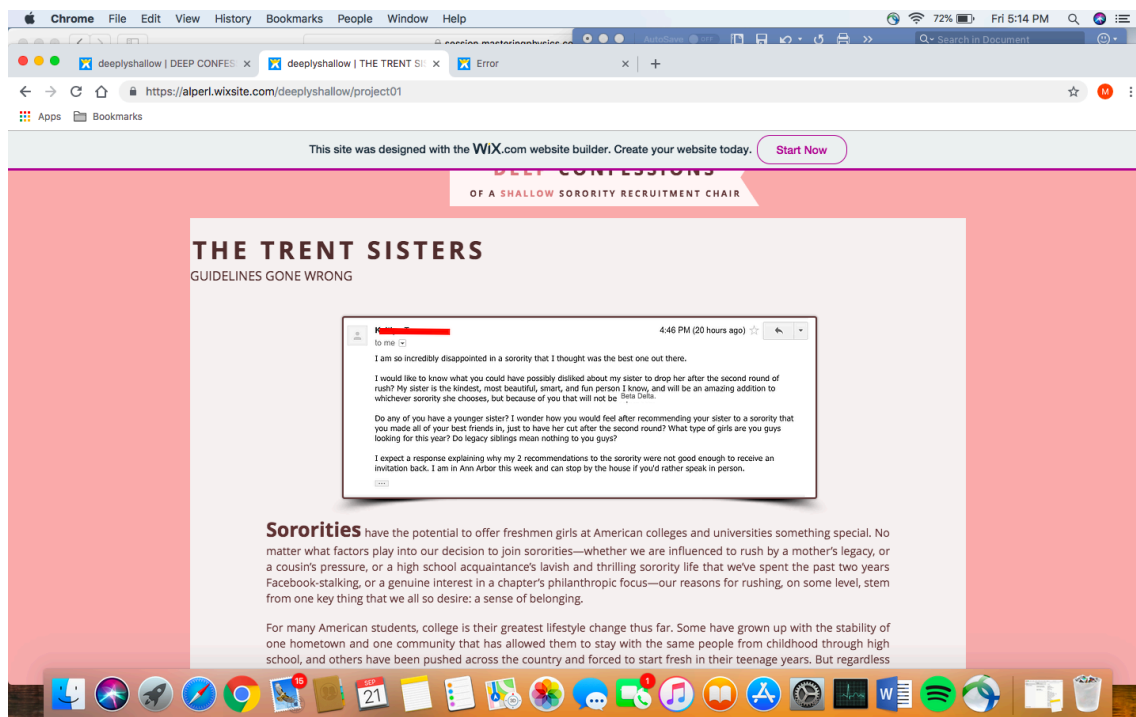 Chrome File Edit View History Bookmarks People Window Help
72% Fri 5:14 PM
AutoSave OFF
Search in Document
deeplyshallow | DEEP CONFES
deeplyshallow | THE TRENT SIS
Error
https://alperl.wixsite.com/deeplyshallow/project01
M
Apps Bookmarks
This site was designed with the WiX.com website builder. Create your website today. Start Now
DEEP CONFESSIONS
OF A SHALLOW SORORITY RECRUITMENT CHAIR
THE TRENT SISTERS
GUIDELINES GONE WRONG
4:46 PM (20 hours ago)
to me
I am so incredibly disappointed in a sorority that I thought was the best one out there.
I would like to know what you could have possibly disliked about my sister to drop her after the second round of
rush? My sister is the kindest, most beautiful, smart, and fun person I know, and will be an amazing addition to
whichever sorority she chooses, but because of you that will not be Beta Delta.
Do any of you have a younger sister? I wonder how you would feel after recommending your sister to a sorority that
you made all of your best friends in, just to have her cut after the second round? What type of girls are you guys
looking for this year? Do legacy siblings mean nothing to you guys?
I expect a response explaining why my 2 recommendations to the sorority were not good enough to receive an
invitation back. I am in Ann Arbor this week and can stop by the house if you'd rather speak in person.
Sororities have the potential to offer freshmen girls at American colleges and universities something special. No
matter what factors play into our decision to join sororities—whether we are influenced to rush by a mother's legacy, or
a cousin's pressure, or a high school acquaintance's lavish and thrilling sorority life that we've spent the past two years
Facebook-stalking, or a genuine interest in a chapter's philanthropic focus—our reasons for rushing, on some level, stem
from one key thing that we all so desire: a sense of belonging.
For many American students, college is their greatest lifestyle change thus far. Some have grown up with the stability of
one hometown and one community that has allowed them to stay with the same people from childhood through high
school, and others have been pushed across the country and forced to start fresh in their teenage years. But regardless
15
SEP
21
1
W